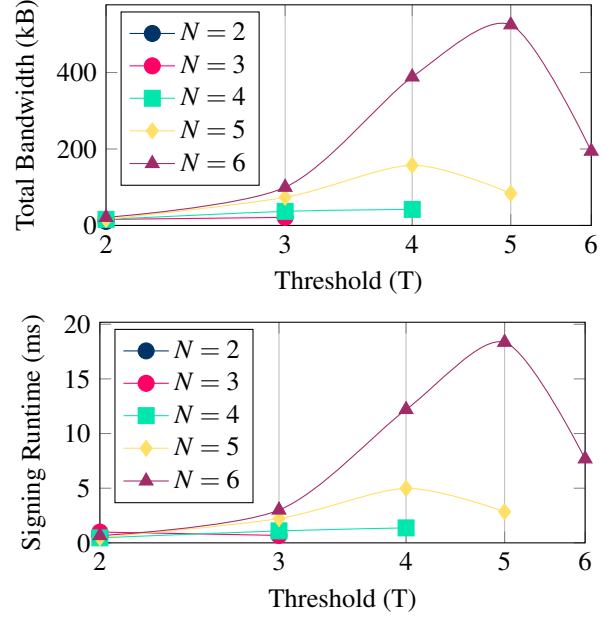 Total Bandwidth (kB)
400
200
0
N = 2
N = 3
N = 4
N = 5
N = 6
2 3 4 5 6
Threshold (T)
Signing Runtime (ms)
20
15
10
5
0
N = 2
N = 3
N = 4
N = 5
N = 6
2 3 4 5 6
Threshold (T)